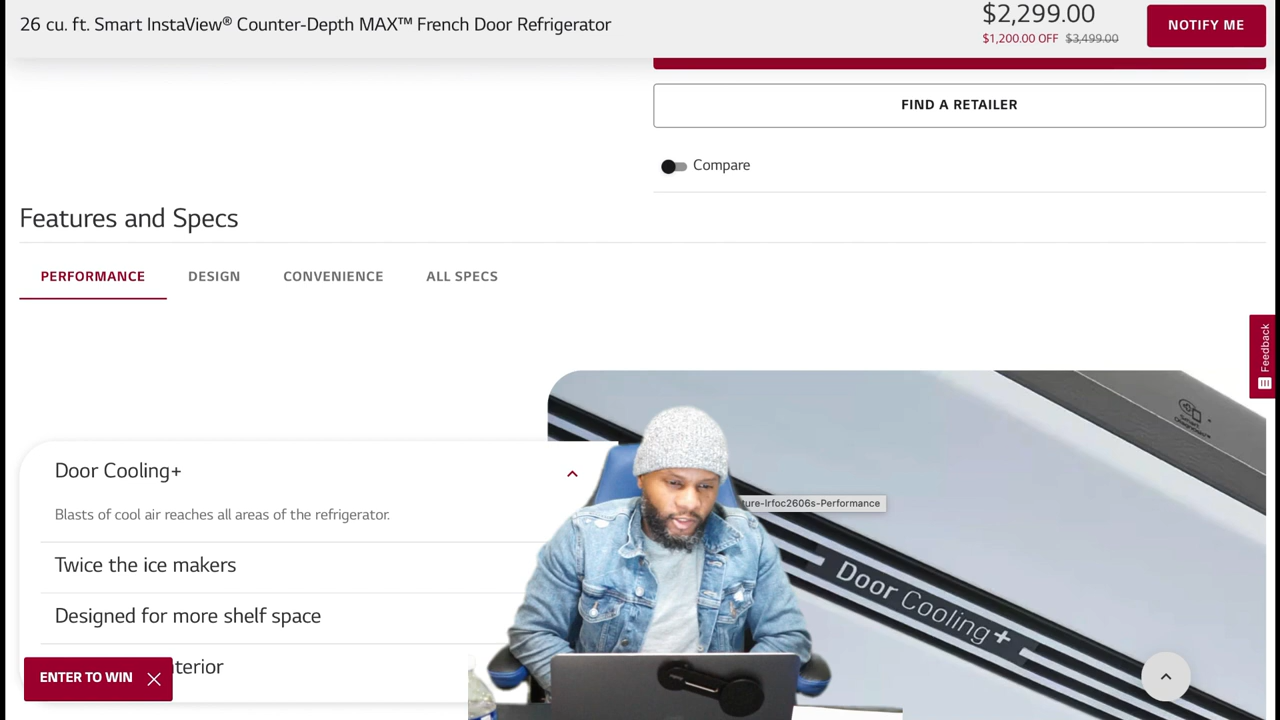 26 cu. ft. Smart InstaView® Counter-Depth MAX™ French Door Refrigerator
$2,299.00
$1,200.00 OFF $3,499.00
NOTIFY ME
FIND A RETAILER
Compare
Features and Specs
PERFORMANCE
DESIGN
CONVENIENCE
ALL SPECS
Feedback
Door Cooling+
Blasts of cool air reaches all areas of the refrigerator.
ure-lrfoc2606s-Performance
Door Cooling+
Twice the ice makers
Designed for more shelf space
nterior
ENTER TO WIN